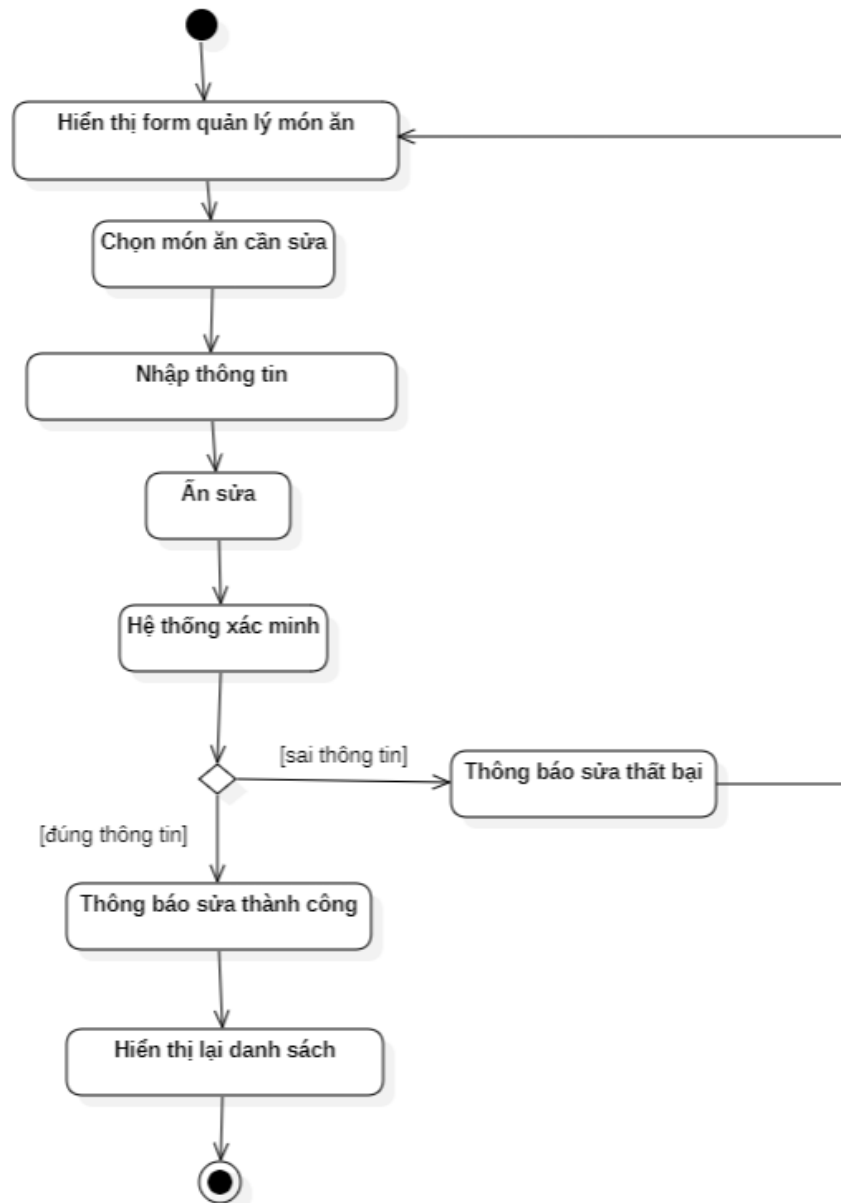 Hiển thị form quản lý món ăn
Chọn món ăn cần sửa
Nhập thông tin
Ấn sửa
Hệ thống xác minh
[sai thông tin]
Thông báo sửa thất bại
[đúng thông tin]
Thông báo sửa thành công
Hiển thị lại danh sách